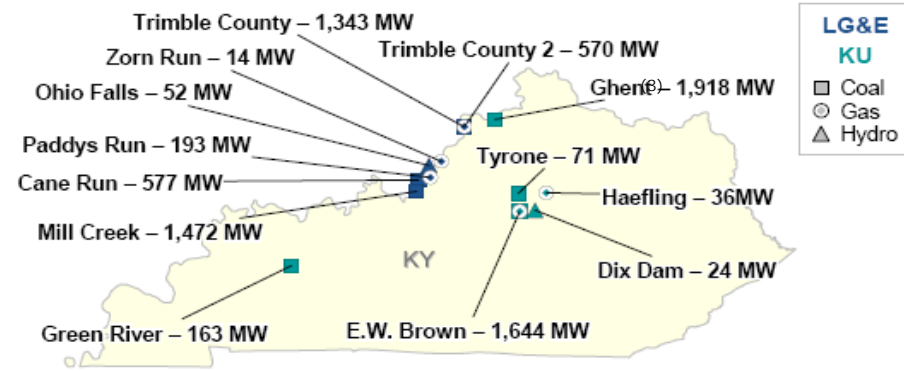 Trimble County – 1,343 MW
Trimble County 2 – 570 MW
Zorn Run – 14 MW
Ohio Falls – 52 MW
Paddys Run – 193 MW
Cane Run – 577 MW
Mill Creek – 1,472 MW
Green River – 163 MW
Ghent(8) – 1,918 MW
Tyrone – 71 MW
Haefling – 36MW
Dix Dam – 24 MW
E.W. Brown – 1,644 MW
KY
LG&E
KU
Coal
Gas
Hydro